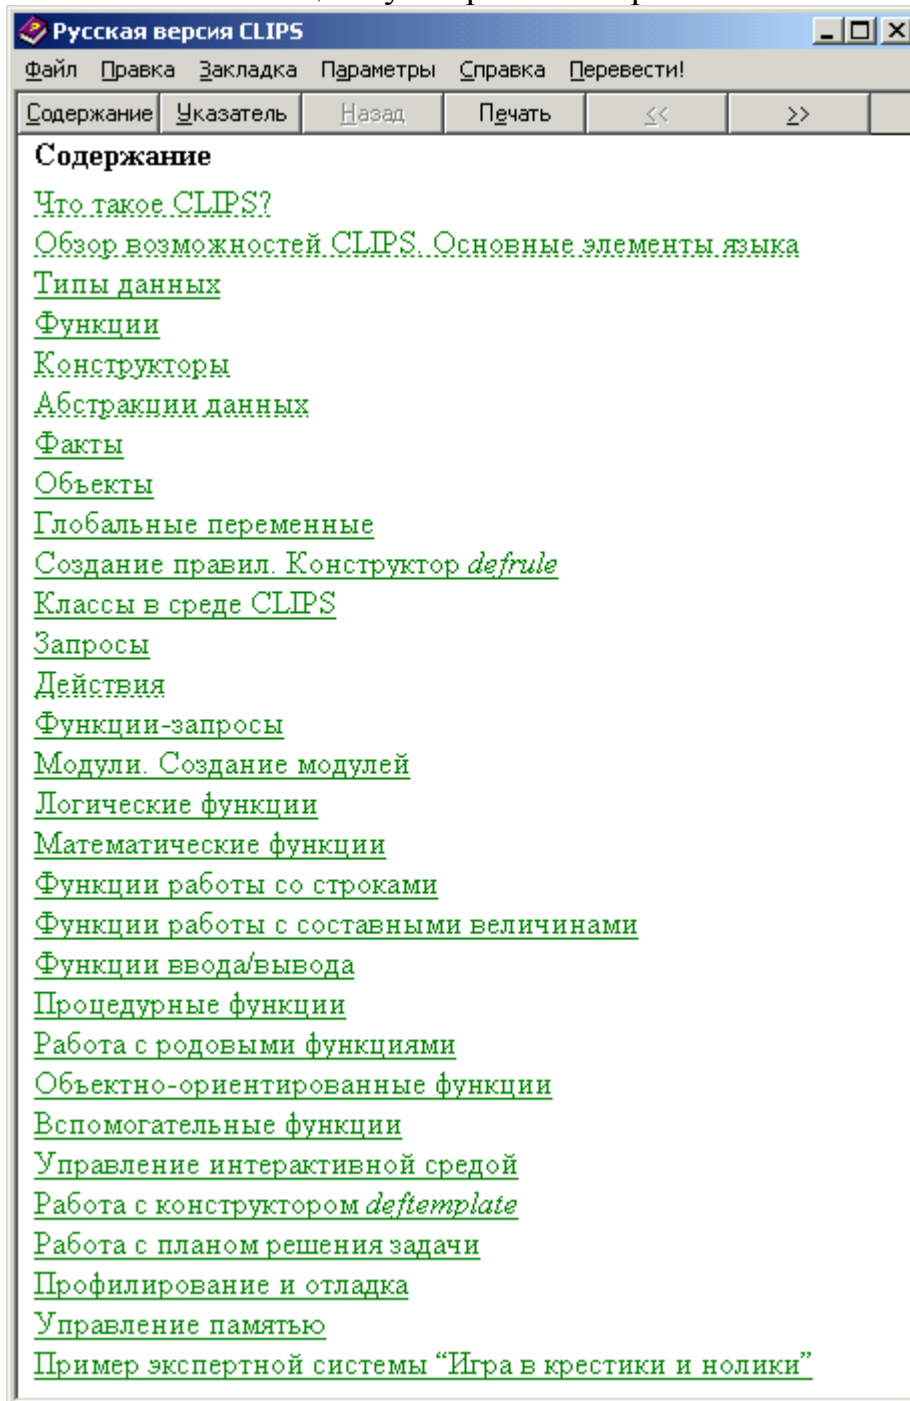 Русская версия CLIPS
Файл Правка Закладка Параметры Справка Перевести!
Содержание Указатель Назад Печать << >>
Содержание
Что такое CLIPS?
Обзор возможностей CLIPS. Основные элементы языка
Типы данных
Функции
Конструкторы
Абстракции данных
Факты
Объекты
Глобальные переменные
Создание правил. Конструктор defrule
Классы в среде CLIPS
Запросы
Действия
Функции-запросы
Модули. Создание модулей
Логические функции
Математические функции
Функции работы со строками
Функции работы с составными величинами
Функции ввода/вывода
Процедурные функции
Работа с родовыми функциями
Объектно-ориентированные функции
Вспомогательные функции
Управление интерактивной средой
Работа с конструктором deftemplate
Работа с планом решения задачи
Профилирование и отладка
Управление памятью
Пример экспертной системы “Игра в крестики и нолики”